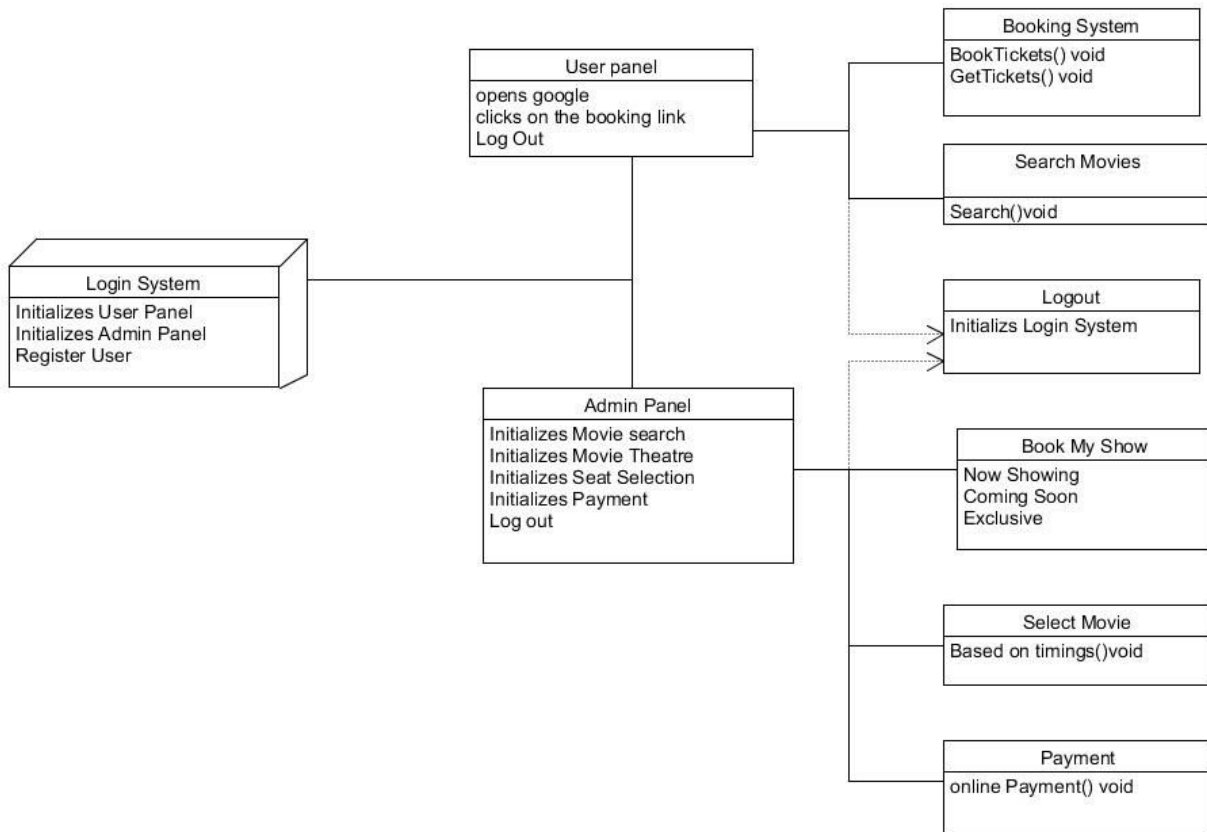 Booking System
BookTickets() void
GetTickets() void
User panel
opens google
clicks on the booking link
Log Out
Search Movies
Search()void
Login System
Initializes User Panel
Initializes Admin Panel
Register User
Logout
Initializs Login System
Admin Panel
Initializes Movie search
Initializes Movie Theatre
Initializes Seat Selection
Initializes Payment
Log out
Book My Show
Now Showing
Coming Soon
Exclusive
Select Movie
Based on timings()void
Payment
online Payment() void